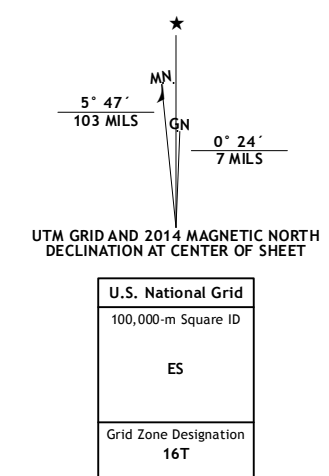 ★
MN
5° 47´
103 MILS
GN
0° 24´
7 MILS
UTM GRID AND 2014 MAGNETIC NORTH
DECLINATION AT CENTER OF SHEET
U.S. National Grid
100,000-m Square ID
ES
Grid Zone Designation
16T